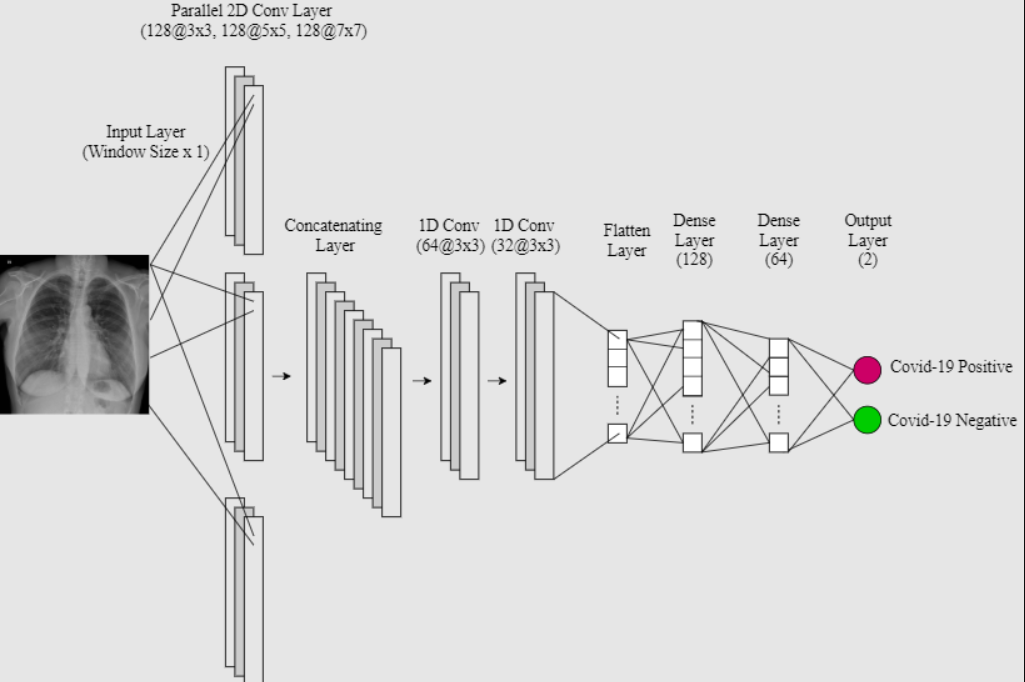 Parallel 2D Conv Layer
(128@3x3, 128@5x5, 128@7x7)
Input Layer
(Window Size x 1)
Concatenating
Layer
1D Conv
(64@3x3)
1D Conv
(32@3x3)
Flatten
Layer
Dense
Layer
(128)
Dense
Layer
(64)
Output
Layer
(2)
Covid-19 Positive
Covid-19 Negative